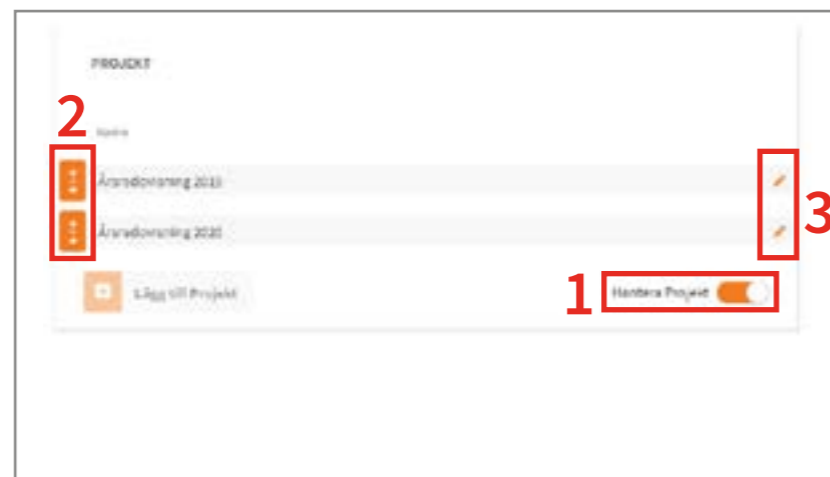 PROJEKT
2
Namn
Årsredovisning 2019
3
Årsredovisning 2020
Lägg till Projekt
1
Hantera Projekt